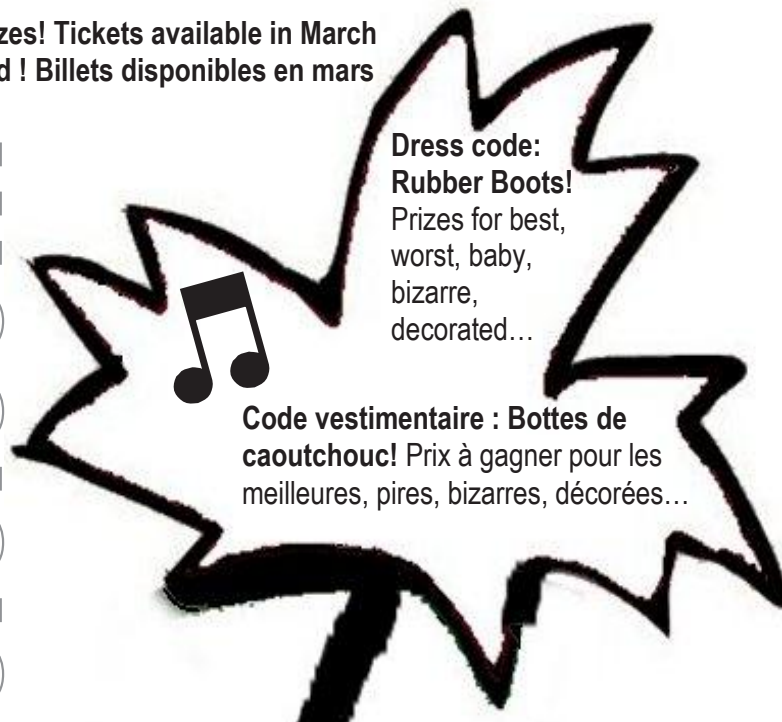 Tickets available in March
! Billets disponibles en mars
Dress code:
Rubber Boots!
Prizes for best,
worst, baby,
bizarre,
decorated…
Code vestimentaire : Bottes de
caoutchouc! Prix à gagner pour les
meilleures, pires, bizarres, décorées…